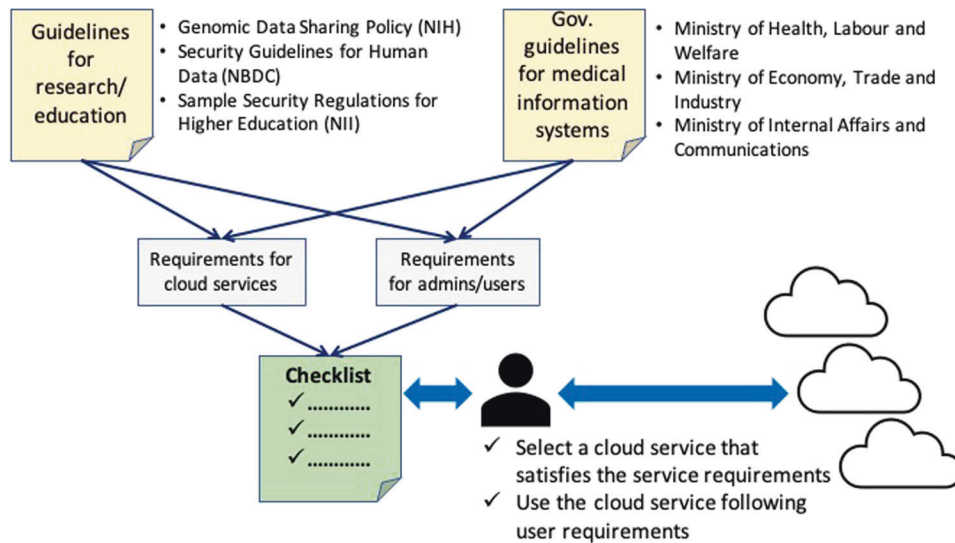 Guidelines
for
research/
education
• Genomic Data Sharing Policy (NIH)
• Security Guidelines for Human
Data (NBDC)
• Sample Security Regulations for
Higher Education (NII)
Gov.
guidelines
for medical
information
systems
• Ministry of Health, Labour and
Welfare
• Ministry of Economy, Trade and
Industry
• Ministry of Internal Affairs and
Communications
Requirements for
cloud services
Requirements
for admins/users
Checklist
✓ ............
✓ ............
✓ ............
✓ Select a cloud service that
satisfies the service requirements
✓ Use the cloud service following
user requirements